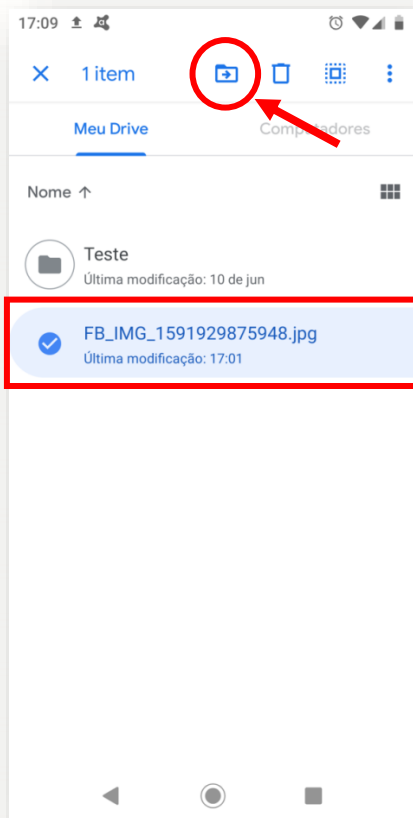 17:09
1 item
Meu Drive
Computadores
Nome
Teste
Última modificação: 10 de jun
FB_IMG_1591929875948.jpg
Última modificação: 17:01